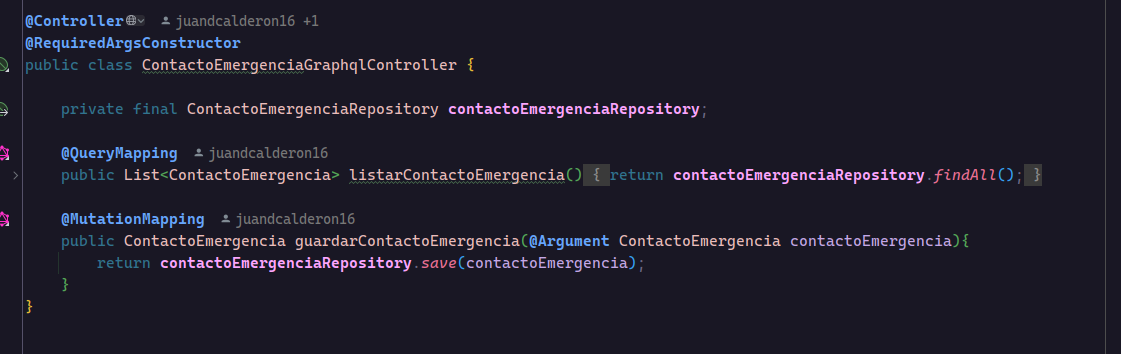 @Controller juandcalderon16 +1
@RequiredArgsConstructor
public class ContactoEmergenciaGraphqlController {
private final ContactoEmergenciaRepository contactoEmergenciaRepository;
@QueryMapping juandcalderon16
public List<ContactoEmergencia> listarContactoEmergencia() { return contactoEmergenciaRepository.findAll(); }
@MutationMapping juandcalderon16
public ContactoEmergencia guardarContactoEmergencia(@Argument ContactoEmergencia contactoEmergencia){
return contactoEmergenciaRepository.save(contactoEmergencia);
}
}